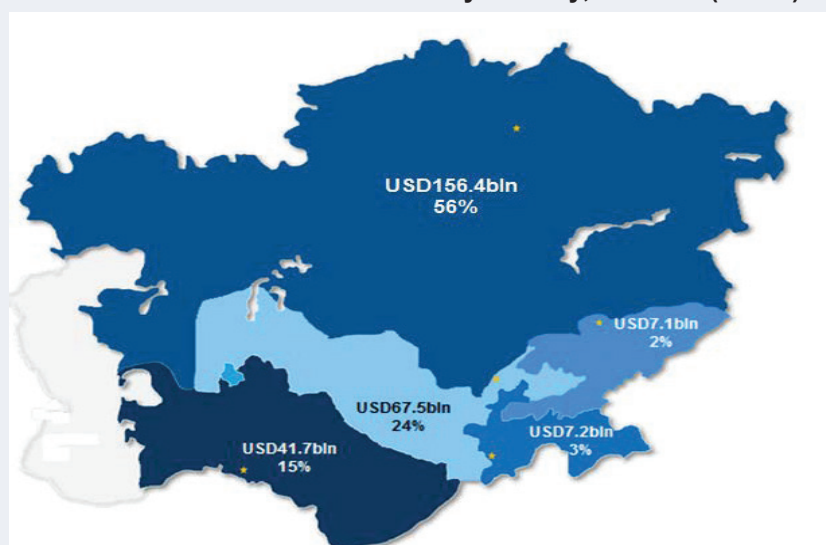 USD156.4bln
56%
USD7.1bln
2%
USD67.5bln
24%
USD7.2bln
3%
USD41.7bln
15%